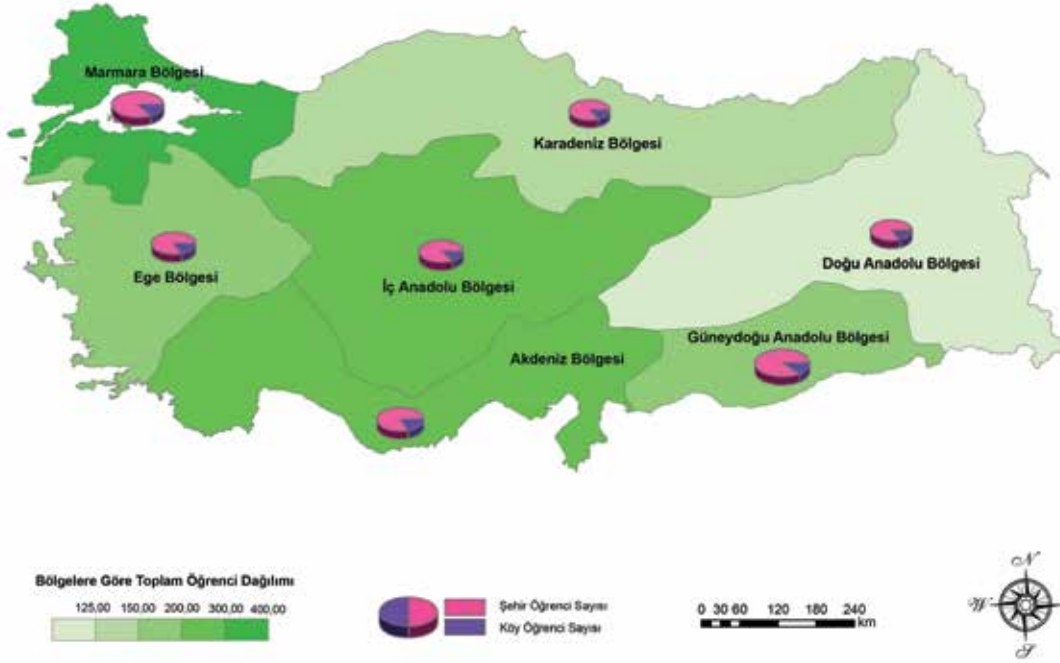 Marmara Bölgesi
Karadeniz Bölgesi
Ege Bölgesi
İç Anadolu Bölgesi
Doğu Anadolu Bölgesi
Güneydoğu Anadolu Bölgesi
Akdeniz Bölgesi
Bölgelere Göre Toplam Öğrenci Dağılımı
125,00 150,00 200,00 300,00 400,00
Şehir Öğrenci Sayısı
Köy Öğrenci Sayısı
0 30 60 120 180 240
km
N
W E
S